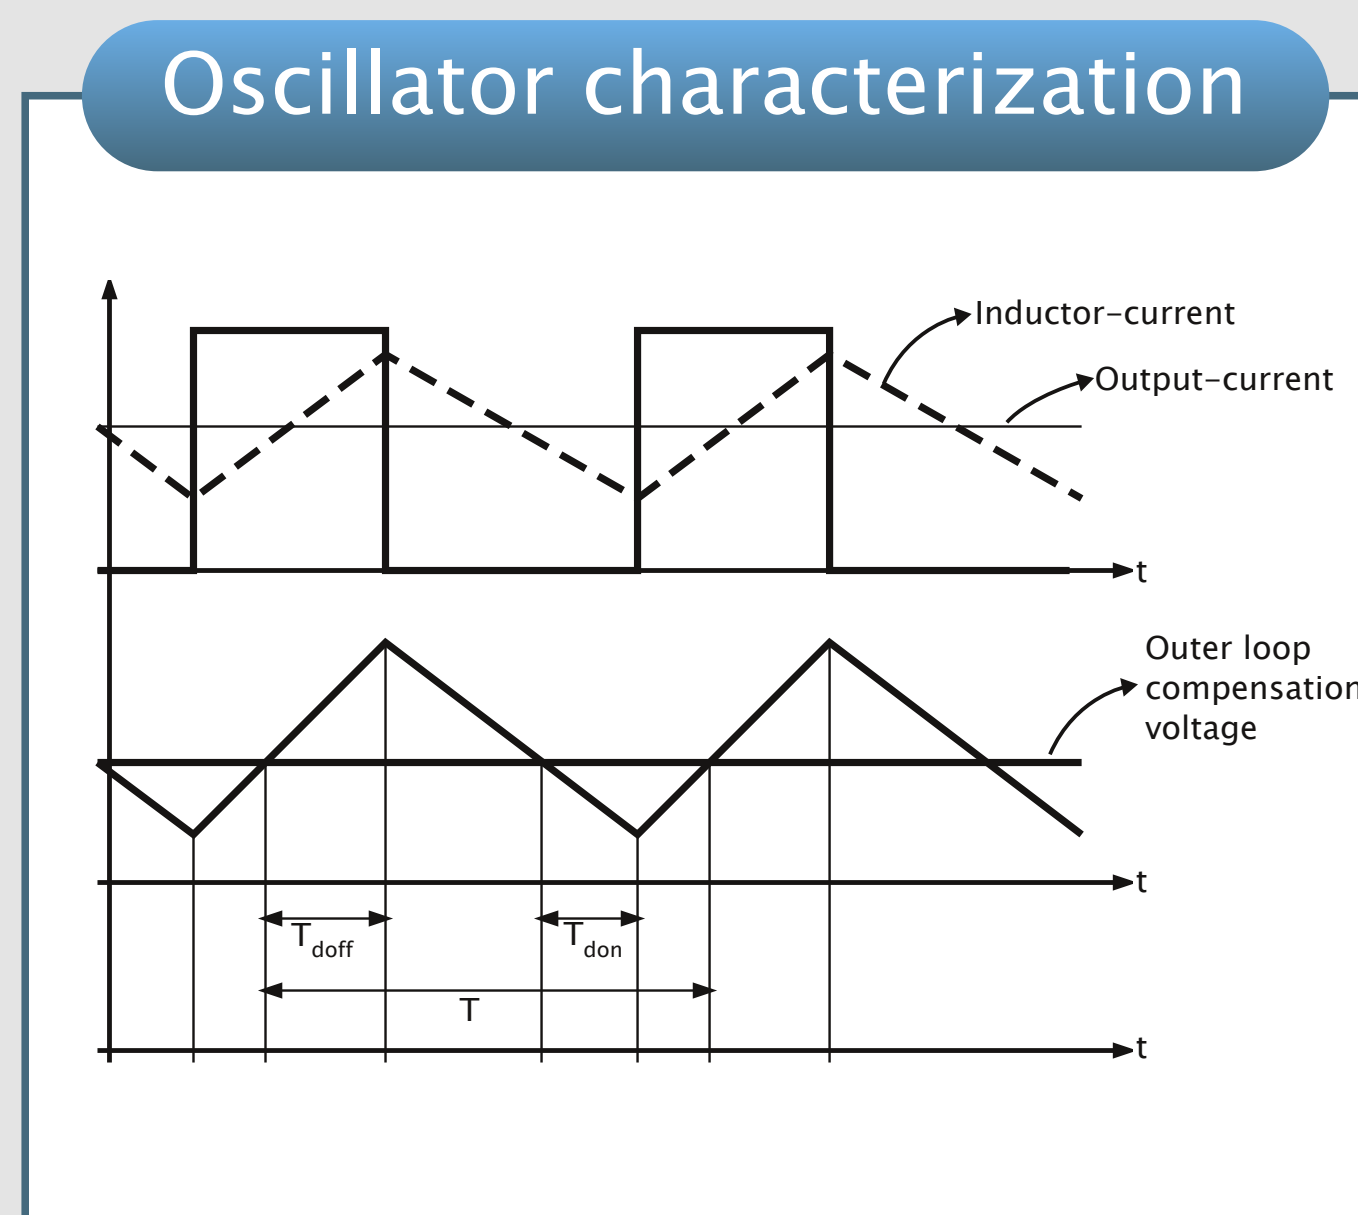 Oscillator characterization
Inductor-current
Output-current
t
Outer loop
compensation
voltage
t
Tdoff
Tdon
T
t